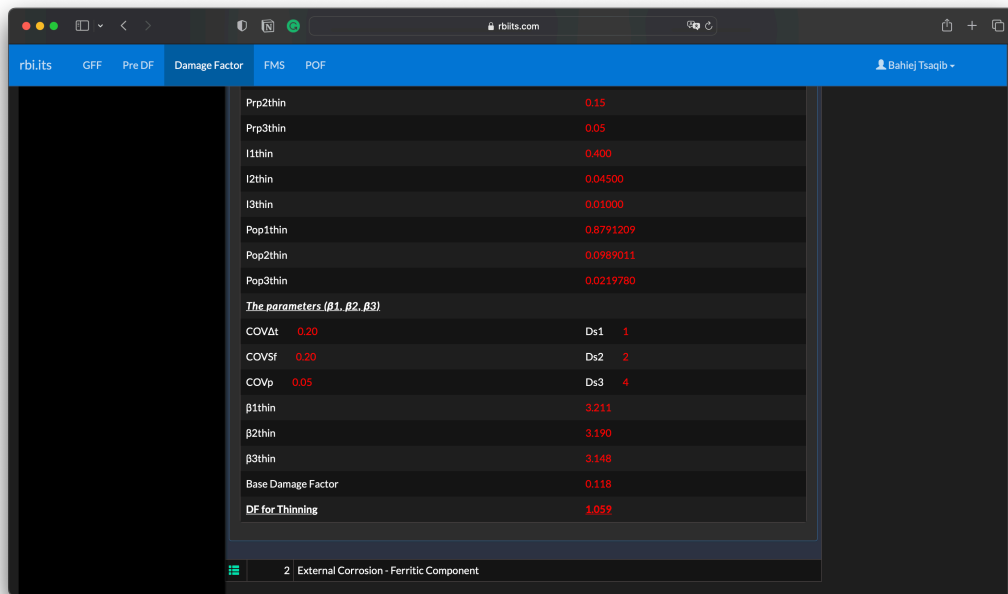 rbiits.com
rbi.its GFF Pre DF Damage Factor FMS POF Bahiej Tsaqib
Prp2thin 0.15
Prp3thin 0.05
I1thin 0.400
I2thin 0.04500
I3thin 0.01000
Pop1thin 0.8791209
Pop2thin 0.0989011
Pop3thin 0.0219780
The parameters (β1, β2, β3)
COVΔt 0.20 Ds1 1
COVSf 0.20 Ds2 2
COVp 0.05 Ds3 4
β1thin 3.211
β2thin 3.190
β3thin 3.148
Base Damage Factor 0.118
DF for Thinning 1.059
2 External Corrosion - Ferritic Component